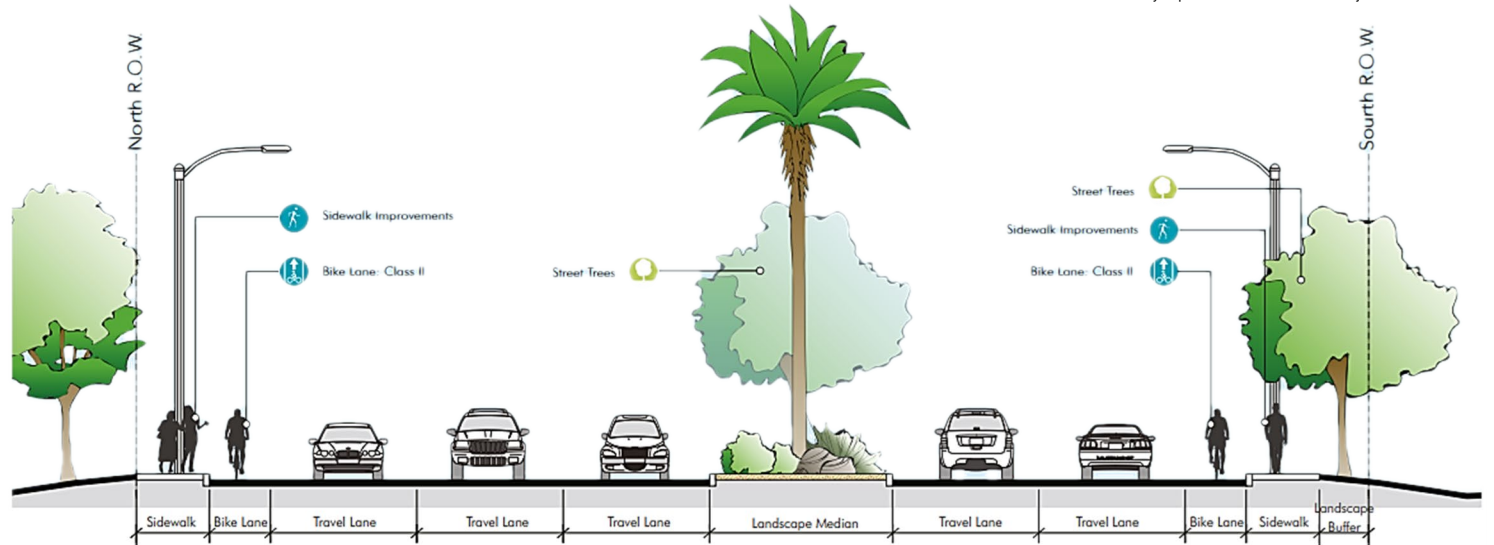 North R.O.W.
Sourth R.O.W.
Sidewalk Improvements
Bike Lane: Class II
Street Trees
Street Trees
Sidewalk Improvements
Bike Lane: Class II
Sidewalk
Bike Lane
Travel Lane
Travel Lane
Travel Lane
Landscape Median
Travel Lane
Travel Lane
Bike Lane
Sidewalk
Landscape
Buffer